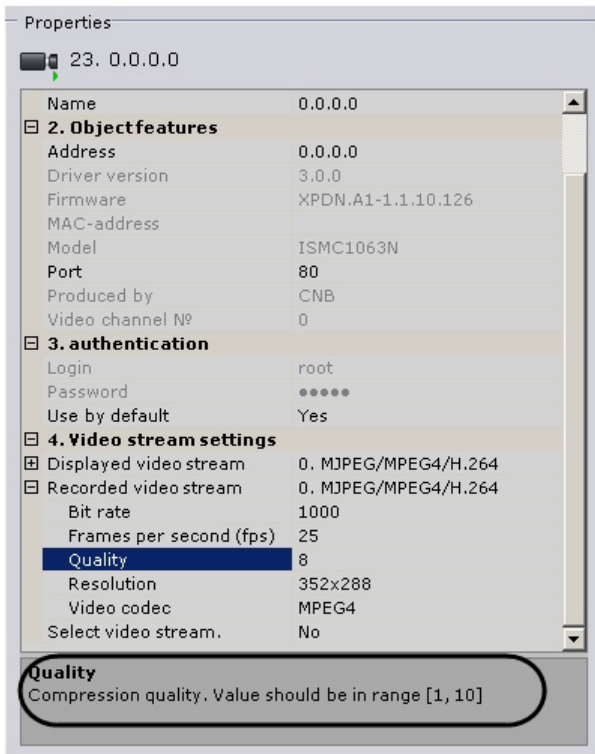 Properties
23. 0.0.0.0
Name 0.0.0.0
2. Object features
Address 0.0.0.0
Driver version 3.0.0
Firmware XPDN.A1-1.1.10.126
MAC-address
Model ISMC1063N
Port 80
Produced by CNB
Video channel № 0
3. authentication
Login root
Password •••••
Use by default Yes
4. Video stream settings
Displayed video stream 0. MJPEG/MPEG4/H.264
Recorded video stream 0. MJPEG/MPEG4/H.264
Bit rate 1000
Frames per second (fps) 25
Quality 8
Resolution 352x288
Video codec MPEG4
Select video stream. No
Quality
Compression quality. Value should be in range [1, 10]